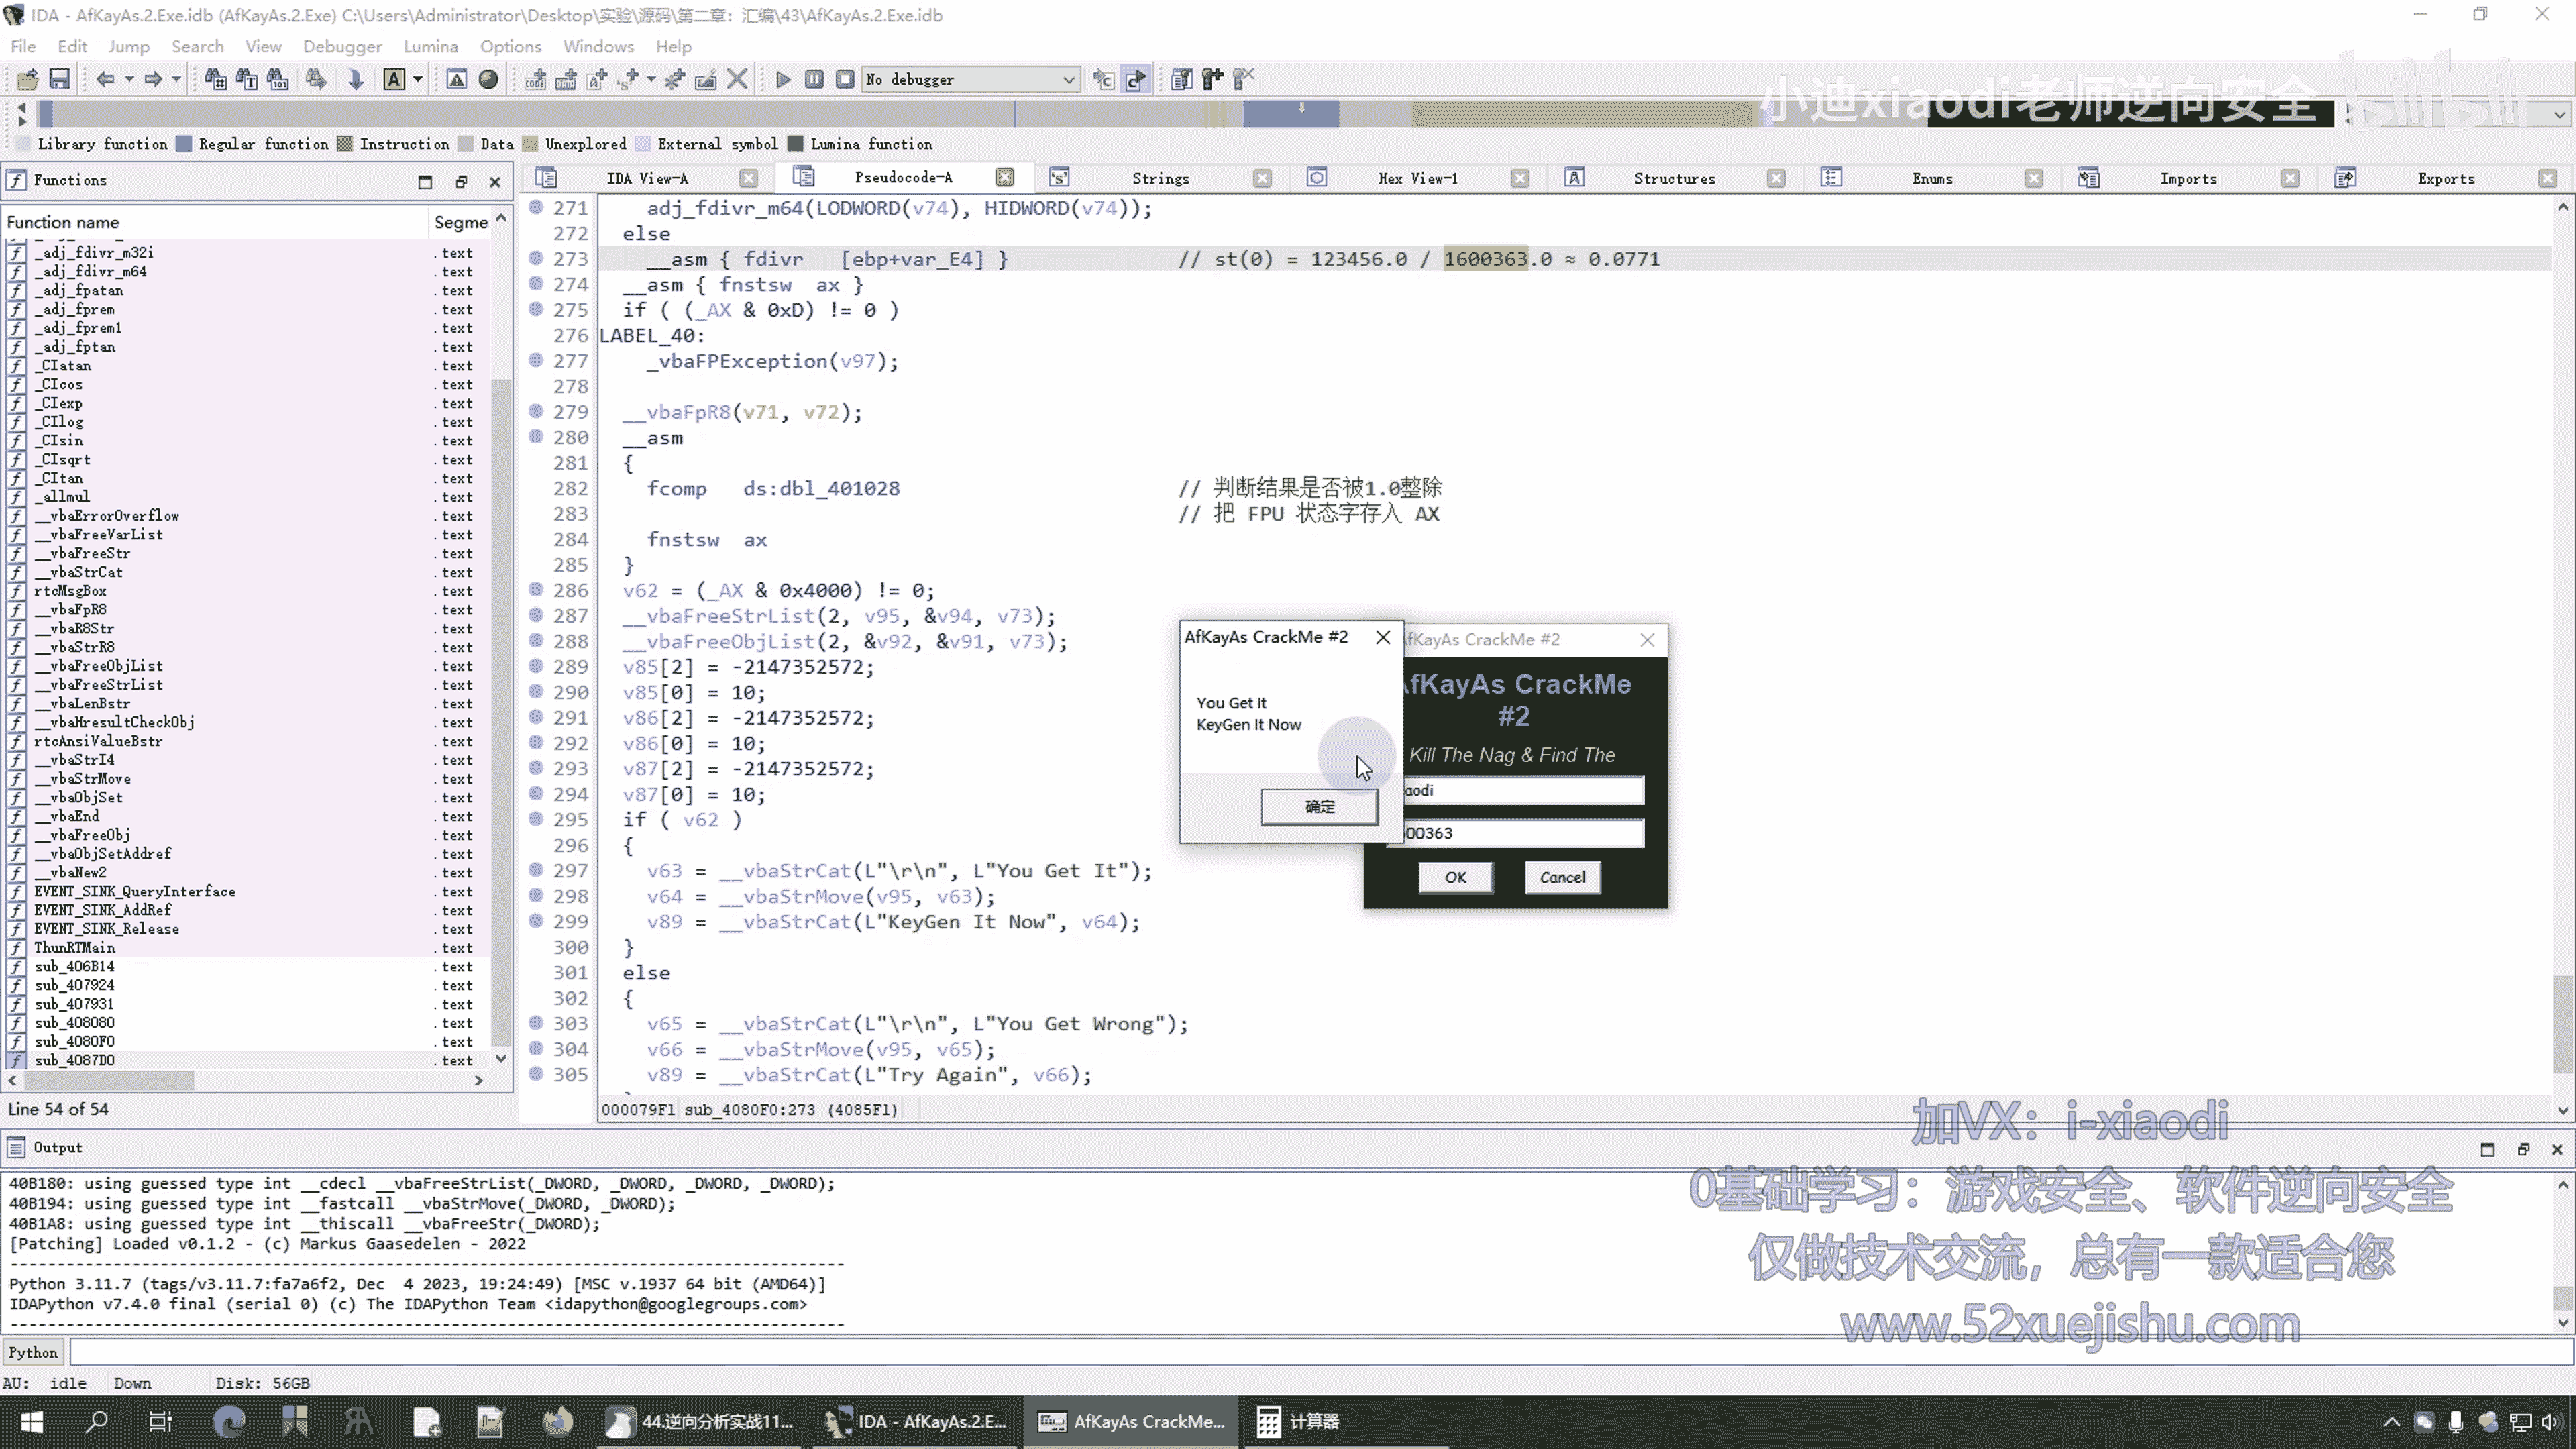 IDA - AfKayAs.2.Exe.idb (AfKayAs.2.Exe) C:\Users\Administrator\Desktop\实验\源码\第二章：汇编\43\AfKayAs.2.Exe.idb
File Edit Jump Search View Debugger Lumina Options Windows Help
No debugger
小迪xiaodi老师逆向安全 bilibili
Library function Regular function Instruction Data Unexplored External symbol Lumina function
Functions
IDA View-A Pseudocode-A Strings Hex View-1 Structures Enums Imports Exports
Function name Segme
_adj_fdivr_m32i .text
_adj_fdivr_m64 .text
_adj_fpatan .text
_adj_fprem .text
_adj_fprem1 .text
_adj_fptan .text
_CIatan .text
_CIcos .text
_CIexp .text
_CIlog .text
_CIsin .text
_CIsqrt .text
_CItan .text
_allmul .text
__vbaErrorOverflow .text
__vbaFreeVarList .text
__vbaFreeStr .text
__vbaStrCat .text
rtcMsgBox .text
__vbaFpR8 .text
__vbaR8Str .text
__vbaStrR8 .text
__vbaFreeObjList .text
__vbaFreeStrList .text
__vbaLenBstr .text
__vbaHresultCheckObj .text
rtcAnsiValueBstr .text
__vbaStrI4 .text
__vbaStrMove .text
__vbaObjSet .text
__vbaEnd .text
__vbaFreeObj .text
__vbaObjSetAddref .text
__vbaNew2 .text
EVENT_SINK_QueryInterface .text
EVENT_SINK_AddRef .text
EVENT_SINK_Release .text
ThunRTMain .text
sub_406B14 .text
sub_407924 .text
sub_407931 .text
sub_408080 .text
sub_4080F0 .text
sub_4087D0 .text
Line 54 of 54
271 adj_fdivr_m64(LODWORD(v74), HIDWORD(v74));
272 else
273 __asm { fdivr [ebp+var_E4] } // st(0) = 123456.0 / 1600363.0 ≈ 0.0771
274 __asm { fnstsw ax }
275 if ( (_AX & 0xD) != 0 )
276 LABEL_40:
277 _vbaFPException(v97);
278
279 __vbaFpR8(v71, v72);
280 __asm
281 {
282 fcomp ds:dbl_401028 // 判断结果是否被1.0整除
283 // 把 FPU 状态字存入 AX
284 fnstsw ax
285 }
286 v62 = (_AX & 0x4000) != 0;
287 __vbaFreeStrList(2, v95, &v94, v73);
288 __vbaFreeObjList(2, &v92, &v91, v73);
289 v85[2] = -2147352572;
290 v85[0] = 10;
291 v86[2] = -2147352572;
292 v86[0] = 10;
293 v87[2] = -2147352572;
294 v87[0] = 10;
295 if ( v62 )
296 {
297 v63 = __vbaStrCat(L"\r\n", L"You Get It");
298 v64 = __vbaStrMove(v95, v63);
299 v89 = __vbaStrCat(L"KeyGen It Now", v64);
300 }
301 else
302 {
303 v65 = __vbaStrCat(L"\r\n", L"You Get Wrong");
304 v66 = __vbaStrMove(v95, v65);
305 v89 = __vbaStrCat(L"Try Again", v66);
000079F1 sub_4080F0:273 (4085F1)
AfKayAs CrackMe #2
You Get It
KeyGen It Now
确定
AfKayAs CrackMe #2
AfKayAs CrackMe
#2
Kill The Nag & Find The
aodi
00363
OK Cancel
Output
40B180: using guessed type int __cdecl __vbaFreeStrList(_DWORD, _DWORD, _DWORD, _DWORD);
40B194: using guessed type int __fastcall __vbaStrMove(_DWORD, _DWORD);
40B1A8: using guessed type int __thiscall __vbaFreeStr(_DWORD);
[Patching] Loaded v0.1.2 - (c) Markus Gaasedelen - 2022
Python 3.11.7 (tags/v3.11.7:fa7a6f2, Dec 4 2023, 19:24:49) [MSC v.1937 64 bit (AMD64)]
IDAPython v7.4.0 final (serial 0) (c) The IDAPython Team <idapython@googlegroups.com>
Python
AU: idle Down Disk: 56GB
加VX：i-xiaodi
0基础学习：游戏安全、软件逆向安全
仅做技术交流，总有一款适合您
www.52xuejishu.com
44.逆向分析实战11... IDA - AfKayAs.2.E... AfKayAs CrackMe... 计算器